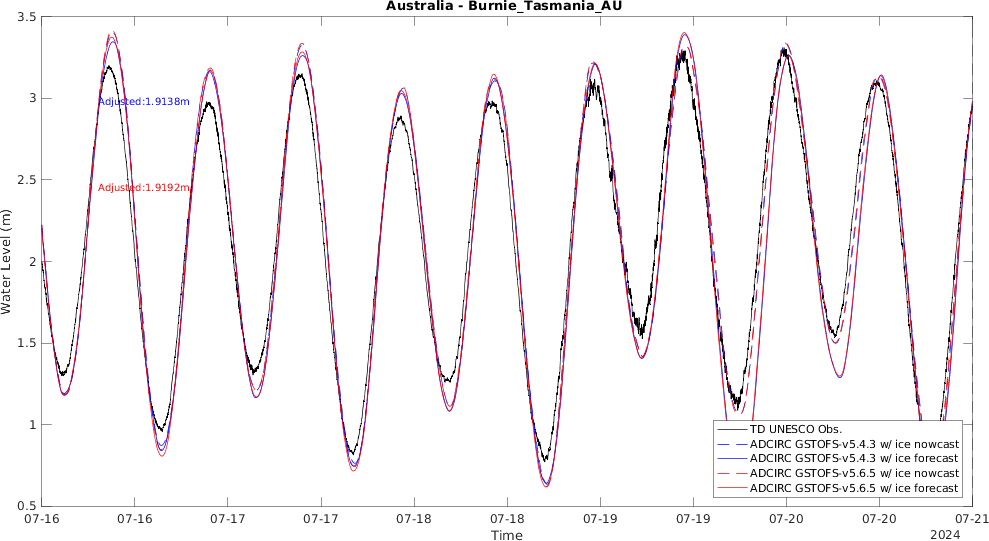 Australia - Burnie_Tasmania_AU
3.5
3
2.5
2
1.5
1
0.5
Water Level (m)
Adjusted:1.9138m
Adjusted:1.9192m
TD UNESCO Obs.
ADCIRC GSTOFS-v5.4.3 w/ ice nowcast
ADCIRC GSTOFS-v5.4.3 w/ ice forecast
ADCIRC GSTOFS-v5.6.5 w/ ice nowcast
ADCIRC GSTOFS-v5.6.5 w/ ice forecast
07-16 07-16 07-17 07-17 07-18 07-18 07-19 07-19 07-20 07-20 07-21
2024
Time